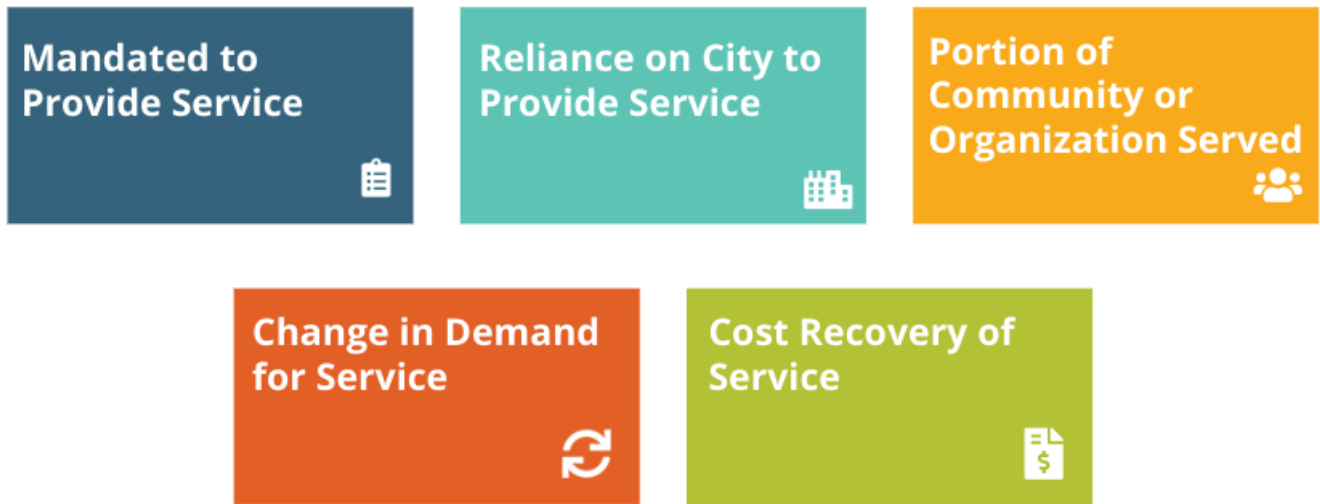 Mandated to
Provide Service
Reliance on City to
Provide Service
Portion of
Community or
Organization Served
Change in Demand
for Service
Cost Recovery of
Service
$